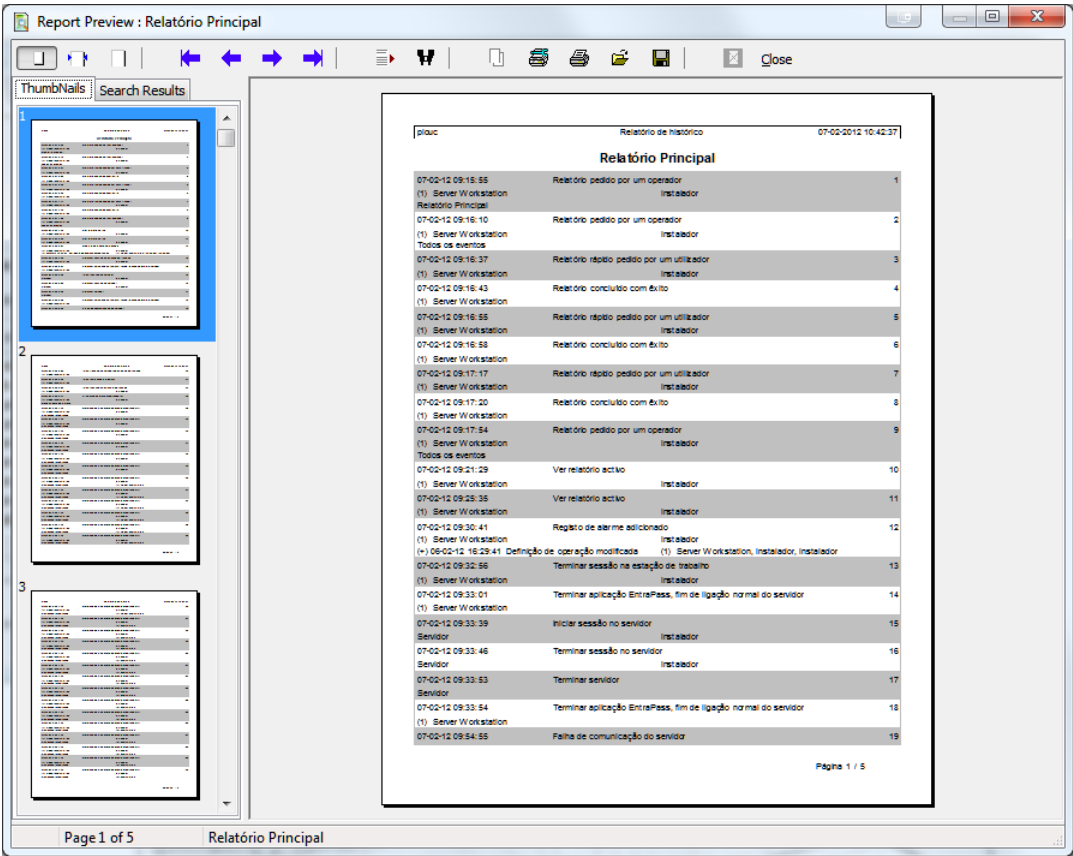 Report Preview : Relatório Principal
Close
ThumbNails Search Results
1
2
3
piouc Relatório de histórico 07-02-2012 10:42:37
Relatório Principal
07-02-12 09:15:55 Relatório pedido por um operador 1
(1) Server Workstation Instalador
Relatório Principal
07-02-12 09:16:10 Relatório pedido por um operador 2
(1) Server Workstation Instalador
Todos os eventos
07-02-12 09:16:37 Relatório rápido pedido por um utilizador 3
(1) Server Workstation Instalador
07-02-12 09:16:43 Relatório concluído com êxito 4
(1) Server Workstation
07-02-12 09:16:55 Relatório rápido pedido por um utilizador 5
(1) Server Workstation Instalador
07-02-12 09:16:58 Relatório concluído com êxito 6
(1) Server Workstation
07-02-12 09:17:17 Relatório rápido pedido por um utilizador 7
(1) Server Workstation Instalador
07-02-12 09:17:20 Relatório concluído com êxito 8
(1) Server Workstation
07-02-12 09:17:54 Relatório pedido por um operador 9
(1) Server Workstation Instalador
Todos os eventos
07-02-12 09:21:29 Ver relatório activo 10
(1) Server Workstation Instalador
07-02-12 09:25:35 Ver relatório activo 11
(1) Server Workstation Instalador
07-02-12 09:30:41 Registo de alarme adicionado 12
(1) Server Workstation Instalador
(+) 06-02-12 16:29:41 Definição de operação modificada (1) Server Workstation, Instalador, Instalador
07-02-12 09:32:56 Terminar sessão na estação de trabalho 13
(1) Server Workstation Instalador
07-02-12 09:33:01 Terminar aplicação EntraPass, fim de ligação normal do servidor 14
(1) Server Workstation
07-02-12 09:33:39 Iniciar sessão no servidor 15
Servidor Instalador
07-02-12 09:33:46 Terminar sessão no servidor 16
Servidor Instalador
07-02-12 09:33:53 Terminar servidor 17
Servidor
07-02-12 09:33:54 Terminar aplicação EntraPass, fim de ligação normal do servidor 18
(1) Server Workstation
07-02-12 09:54:55 Falha de comunicação do servidor 19
Página 1 / 5
Page 1 of 5 Relatório Principal